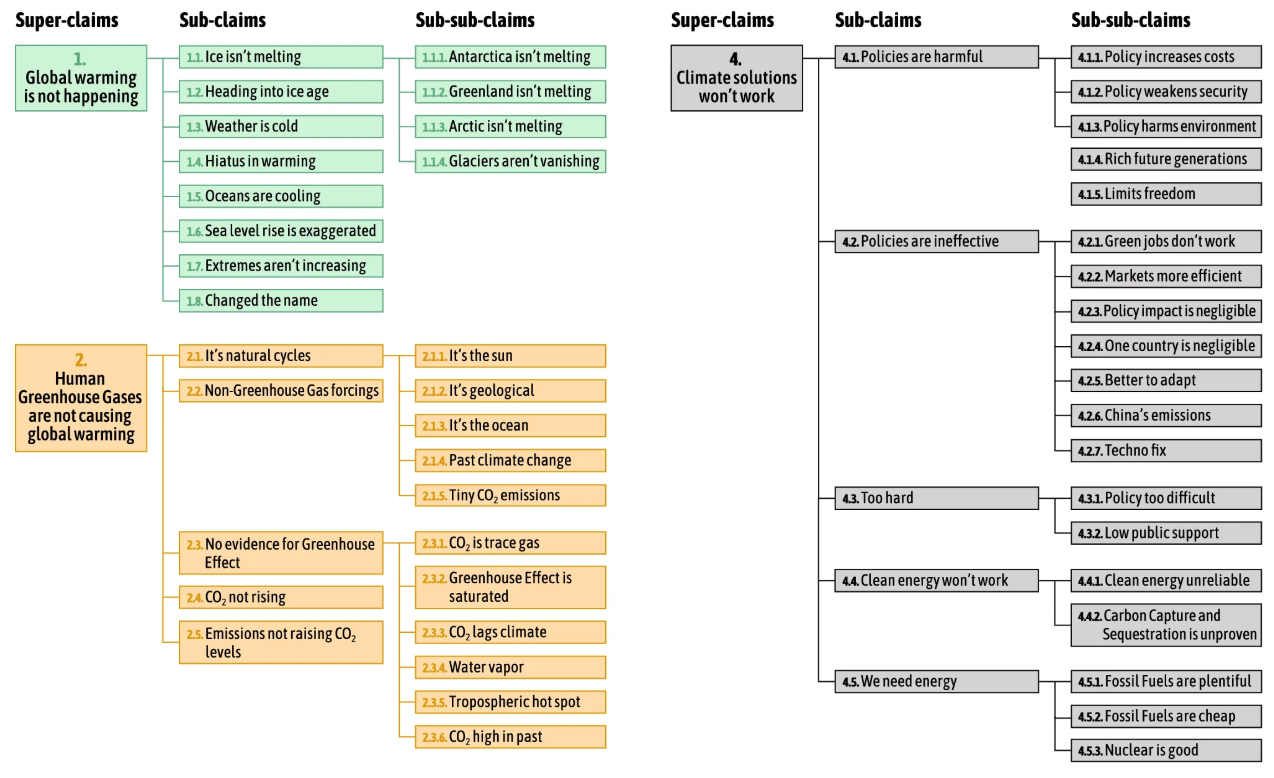 Super-claims
Sub-claims
Sub-sub-claims
1.
Global warming
is not happening
1.1. Ice isn't melting
1.1.1. Antarctica isn't melting
1.1.2. Greenland isn't melting
1.1.3. Arctic isn't melting
1.1.4. Glaciers aren't vanishing
1.2. Heading into ice age
1.3. Weather is cold
1.4. Hiatus in warming
1.5. Oceans are cooling
1.6. Sea level rise is exaggerated
1.7. Extremes aren't increasing
1.8. Changed the name
2.
Human
Greenhouse Gases
are not causing
global warming
2.1. It's natural cycles
2.1.1. It's the sun
2.1.2. It's geological
2.1.3. It's the ocean
2.1.4. Past climate change
2.1.5. Tiny CO₂ emissions
2.2. Non-Greenhouse Gas forcings
2.3. No evidence for Greenhouse
Effect
2.3.1. CO₂ is trace gas
2.3.2. Greenhouse Effect is
saturated
2.3.3. CO₂ lags climate
2.3.4. Water vapor
2.3.5. Tropospheric hot spot
2.3.6. CO₂ high in past
2.4. CO₂ not rising
2.5. Emissions not raising CO₂
levels
Super-claims
Sub-claims
Sub-sub-claims
4.
Climate solutions
won't work
4.1. Policies are harmful
4.1.1. Policy increases costs
4.1.2. Policy weakens security
4.1.3. Policy harms environment
4.1.4. Rich future generations
4.1.5. Limits freedom
4.2. Policies are ineffective
4.2.1. Green jobs don't work
4.2.2. Markets more efficient
4.2.3. Policy impact is negligible
4.2.4. One country is negligible
4.2.5. Better to adapt
4.2.6. China's emissions
4.2.7. Techno fix
4.3. Too hard
4.3.1. Policy too difficult
4.3.2. Low public support
4.4. Clean energy won't work
4.4.1. Clean energy unreliable
4.4.2. Carbon Capture and
Sequestration is unproven
4.5. We need energy
4.5.1. Fossil Fuels are plentiful
4.5.2. Fossil Fuels are cheap
4.5.3. Nuclear is good